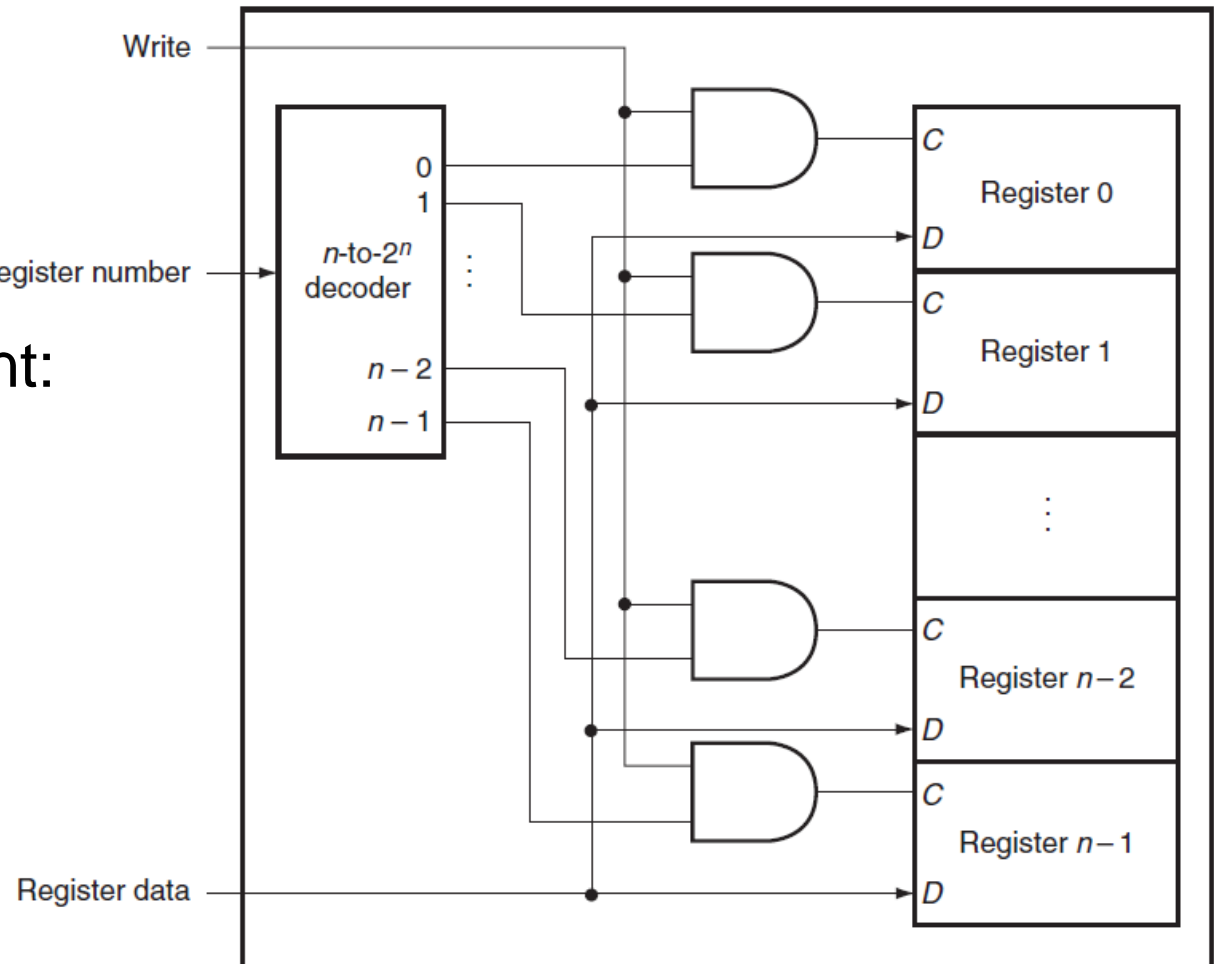 Write
0
1
n-to-2ⁿ
decoder
⋮
number
n – 2
n – 1
nt:
C
Register 0
D
C
Register 1
D
⋮
C
Register n – 2
D
C
Register n – 1
D
Register data